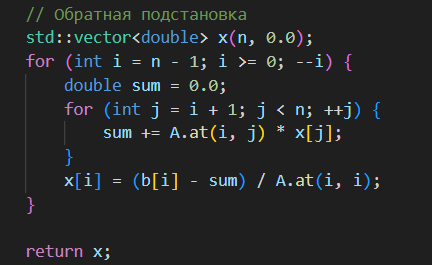 // Обратная подстановка
std::vector<double> x(n, 0.0);
for (int i = n - 1; i >= 0; --i) {
    double sum = 0.0;
    for (int j = i + 1; j < n; ++j) {
        sum += A.at(i, j) * x[j];
    }
    x[i] = (b[i] - sum) / A.at(i, i);
}

return x;